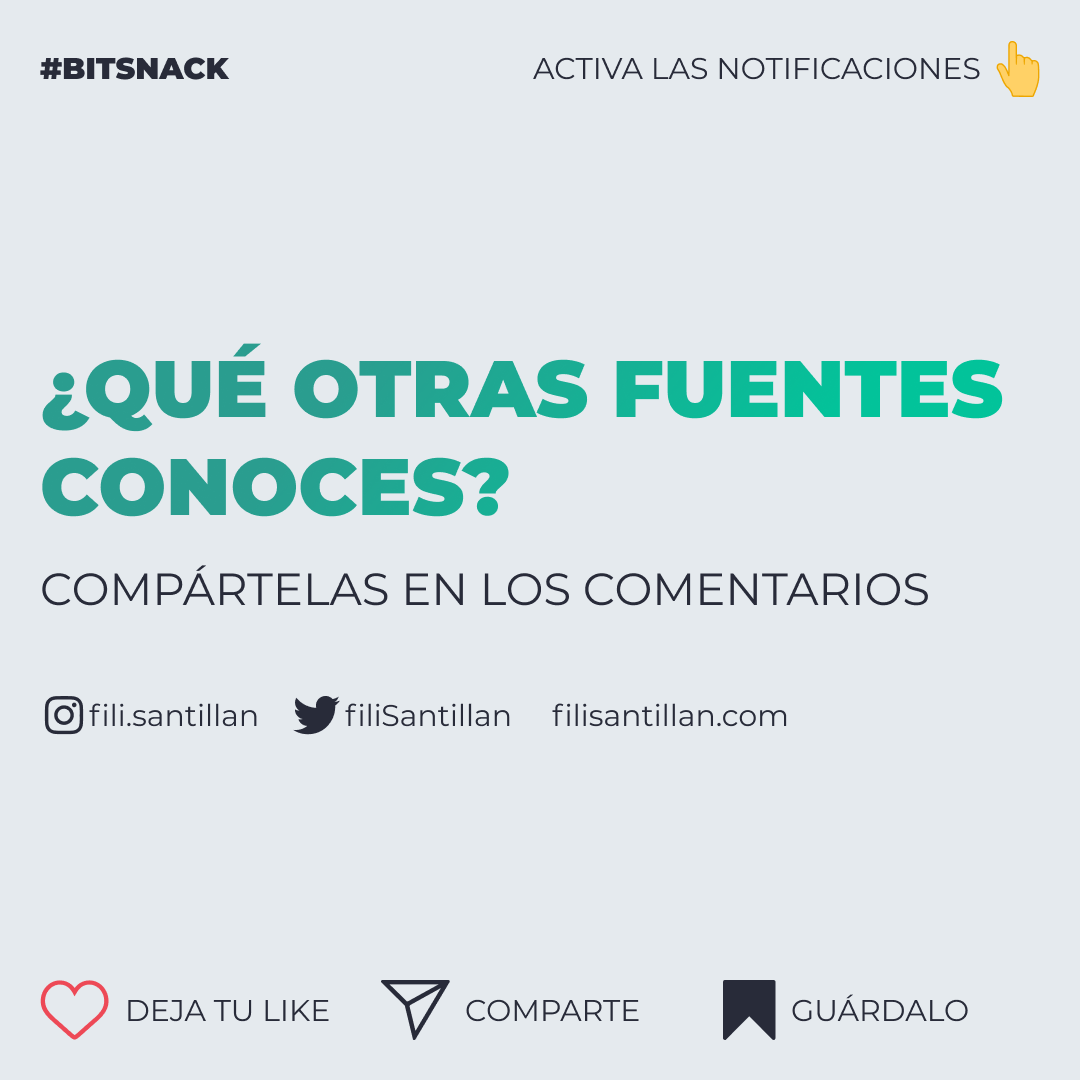 #BITSNACK
ACTIVA LAS NOTIFICACIONES
¿QUÉ OTRAS FUENTES
CONOCES?
COMPÁRTELAS EN LOS COMENTARIOS
fili.santillan filiSantillan filisantillan.com
DEJA TU LIKE COMPARTE GUÁRDALO